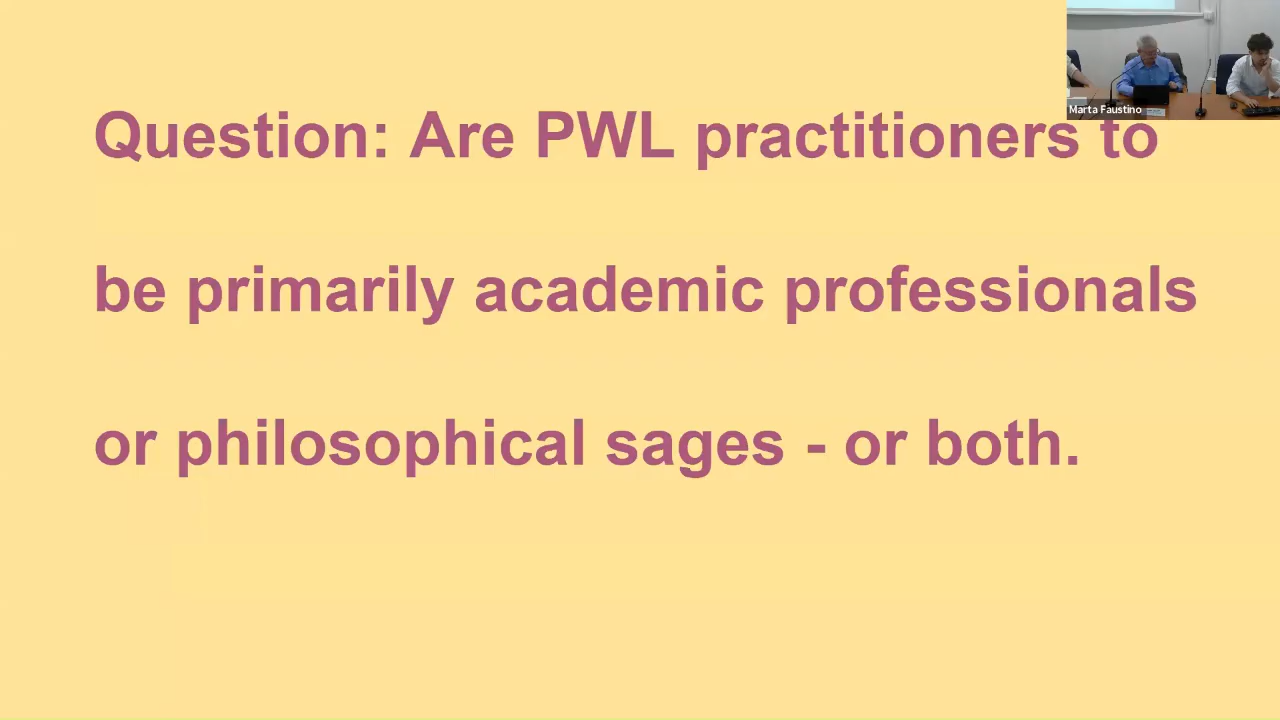 Question: Are PWL practitioners to
be primarily academic professionals
or philosophical sages - or both.
Marta Faustino